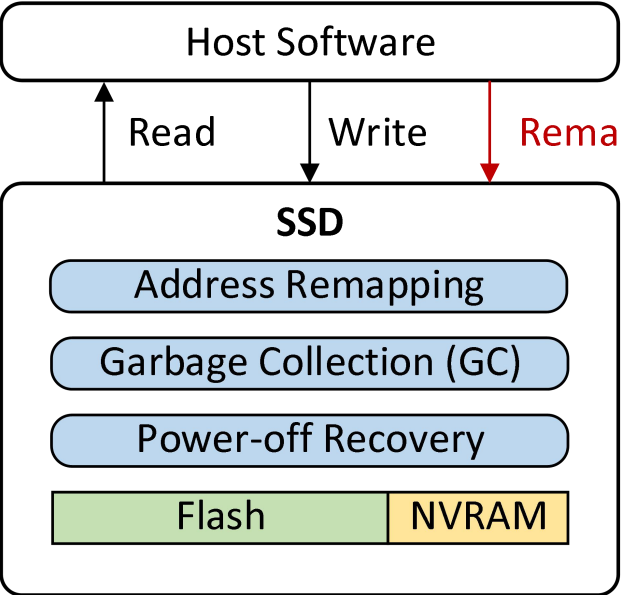 Host Software
Read Write Rema
SSD
Address Remapping
Garbage Collection (GC)
Power-off Recovery
Flash NVRAM